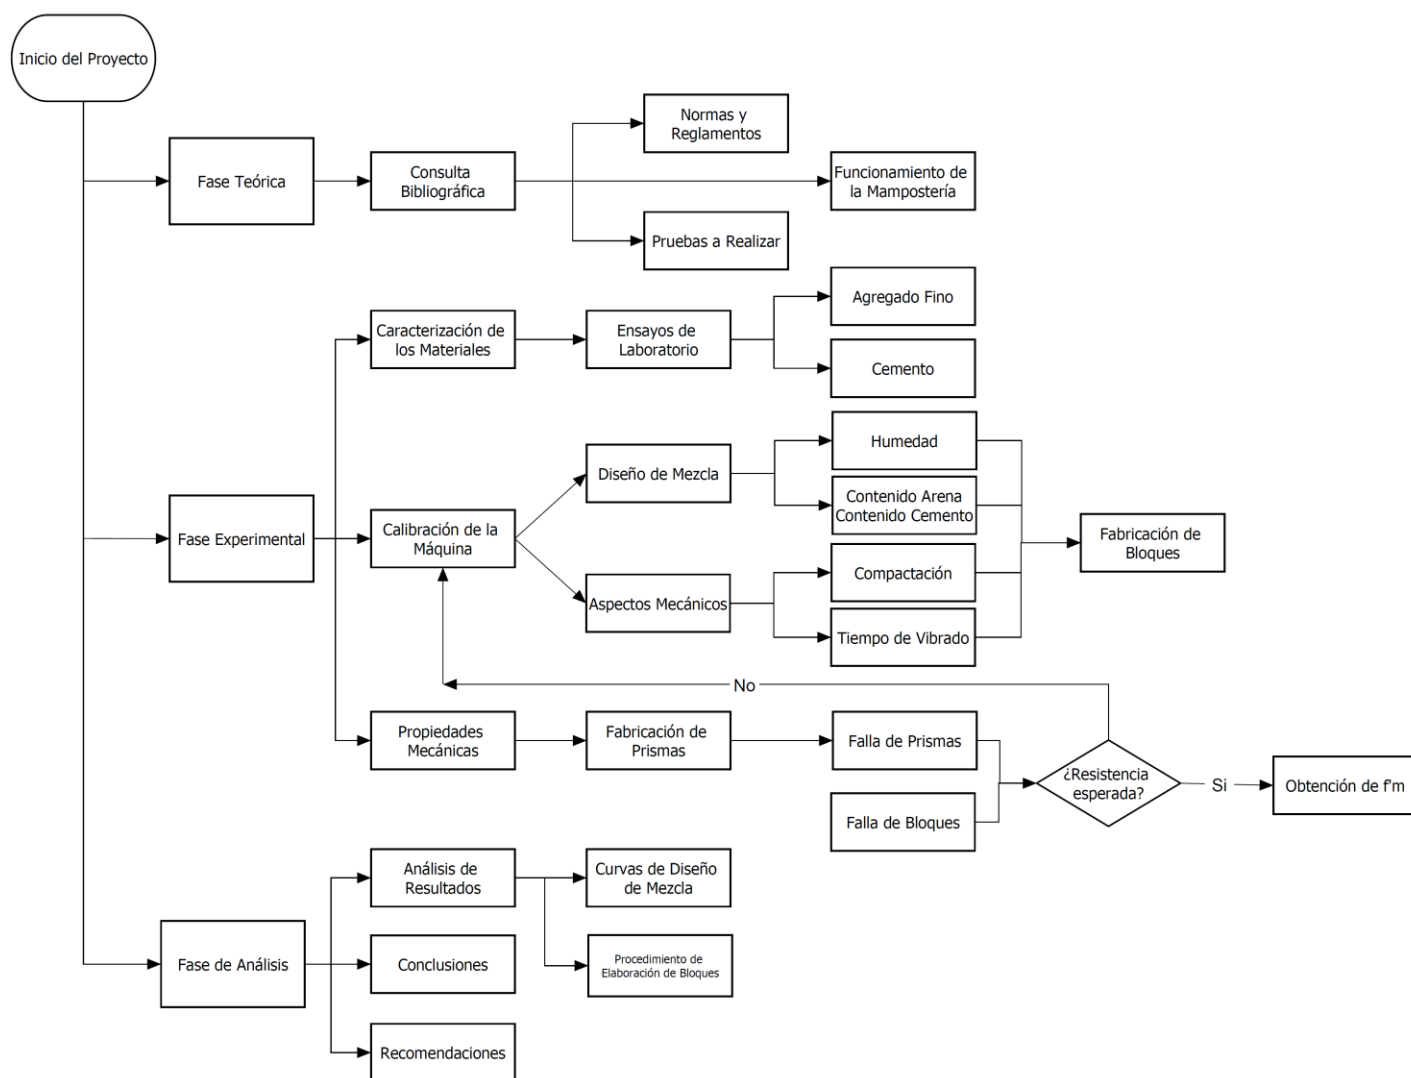 Inicio del Proyecto
Fase Teórica
Consulta
Bibliográfica
Normas y
Reglamentos
Funcionamiento de
la Mampostería
Pruebas a Realizar
Fase Experimental
Caracterización de
los Materiales
Ensayos de
Laboratorio
Agregado Fino
Cemento
Calibración de la
Máquina
Diseño de Mezcla
Humedad
Contenido Arena
Contenido Cemento
Aspectos Mecánicos
Compactación
Tiempo de Vibrado
Fabricación de
Bloques
No
Propiedades
Mecánicas
Fabricación de
Prismas
Falla de Prismas
Falla de Bloques
¿Resistencia
esperada?
Si
Obtención de f'm
Fase de Análisis
Análisis de
Resultados
Curvas de Diseño
de Mezcla
Procedimiento de
Elaboración de Bloques
Conclusiones
Recomendaciones